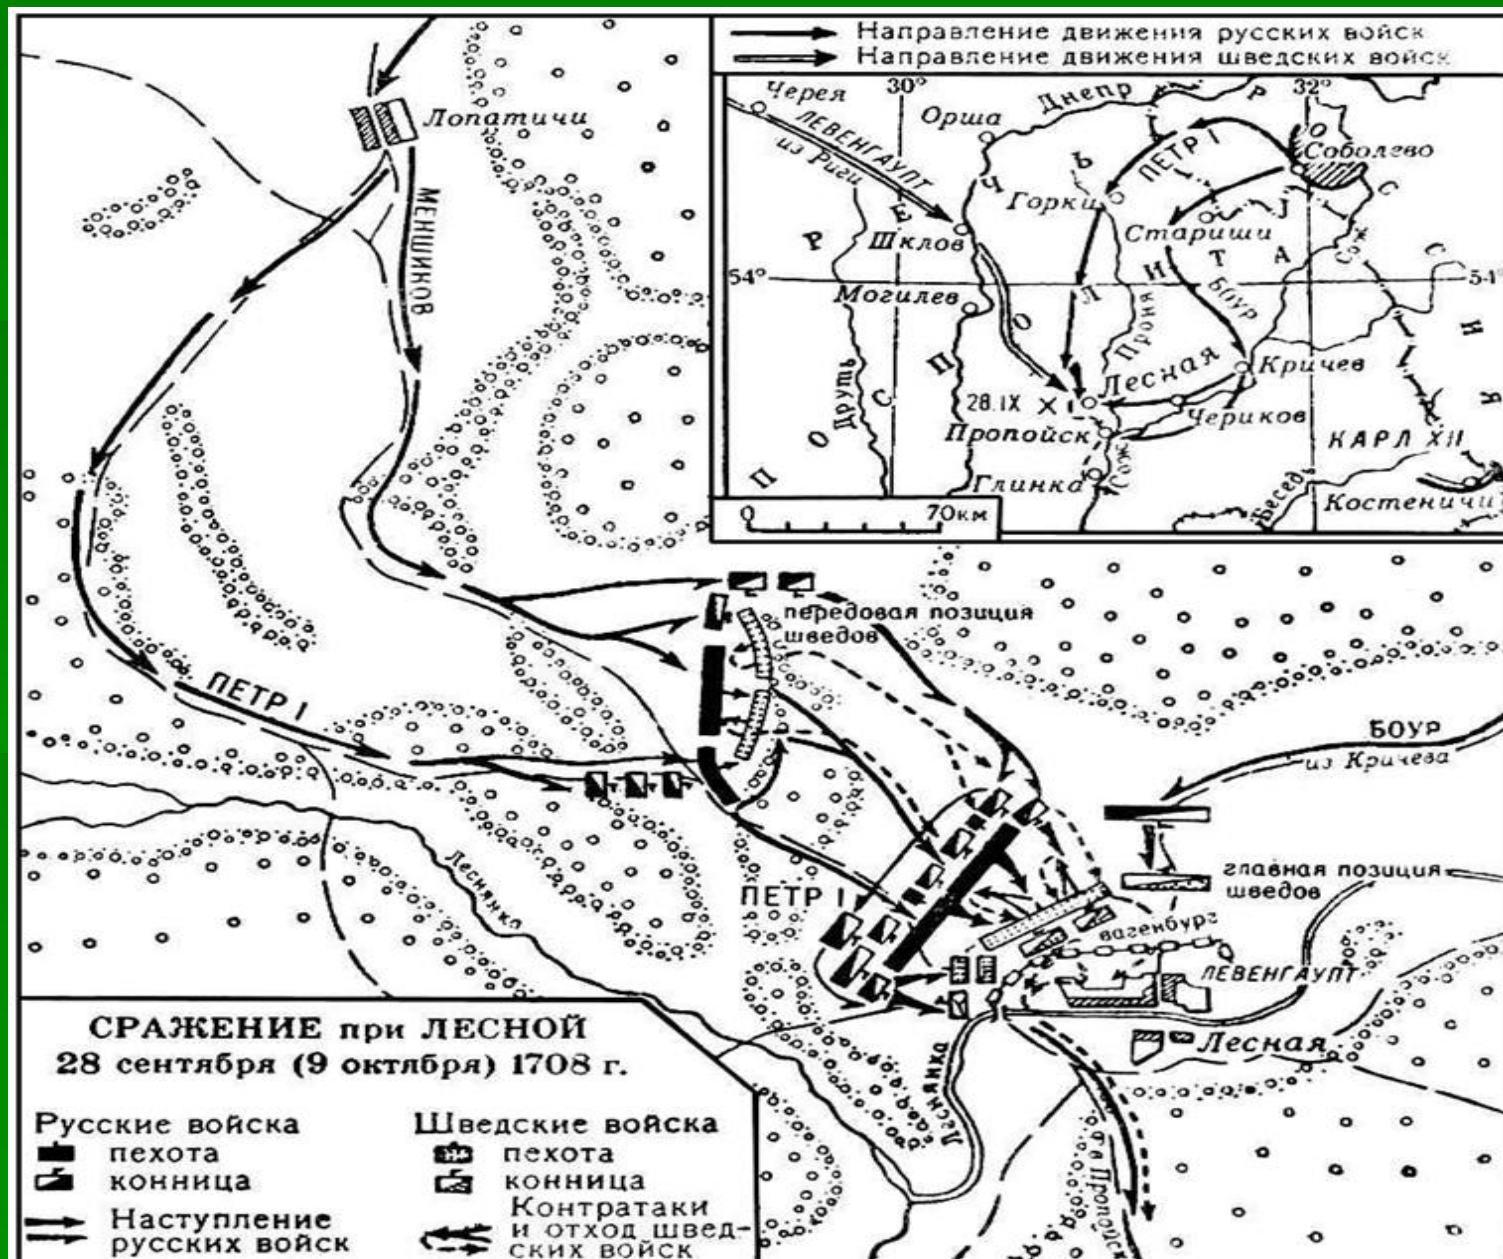 Направление движения русских войск
Направление движения шведских войск
30°
32°
Черея
ЛЕВЕНГАУПТ
из Риги
Орша
Днепр
ПЕТР I
Соболево
Горки
Шклов
Стариши
54°
54°
Могилев
Проня
БОУР
Сож
Друть
Лесная
Кричев
28.IX
Чериков
Пропойск
КАРЛ XII
Глинка
Сож
Беседь
Костеничи
0 70км
Лопатичи
МЕНШИКОВ
передовая позиция
шведов
ПЕТР I
БОУР
из Кричева
Леснянка
ПЕТР I
главная позиция
шведов
вагенбург
ЛЕВЕНГАУПТ
Лесная
Леснянка
в Пропойск
СРАЖЕНИЕ при ЛЕСНОЙ
28 сентября (9 октября) 1708 г.
Русские войска
пехота
конница
Наступление
русских войск
Шведские войска
пехота
конница
Контратаки
и отход швед-
ских войск